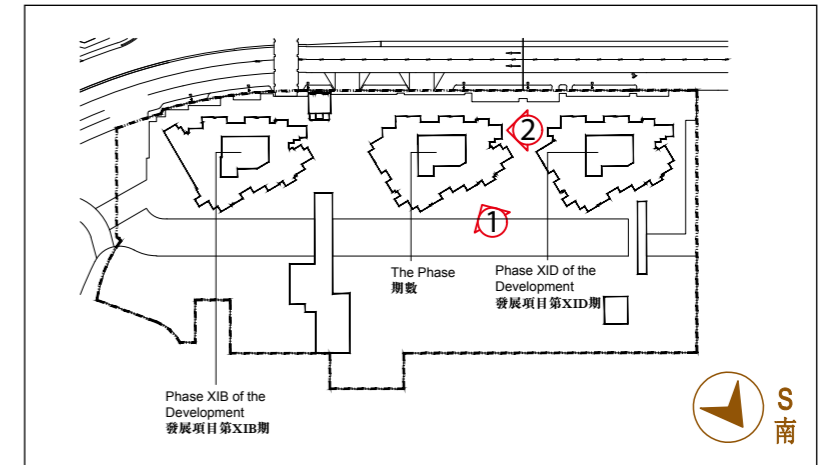 2
1
The Phase
期數
Phase XID of the
Development
發展項目第XID期
Phase XIB of the
Development
發展項目第XIB期
S
南